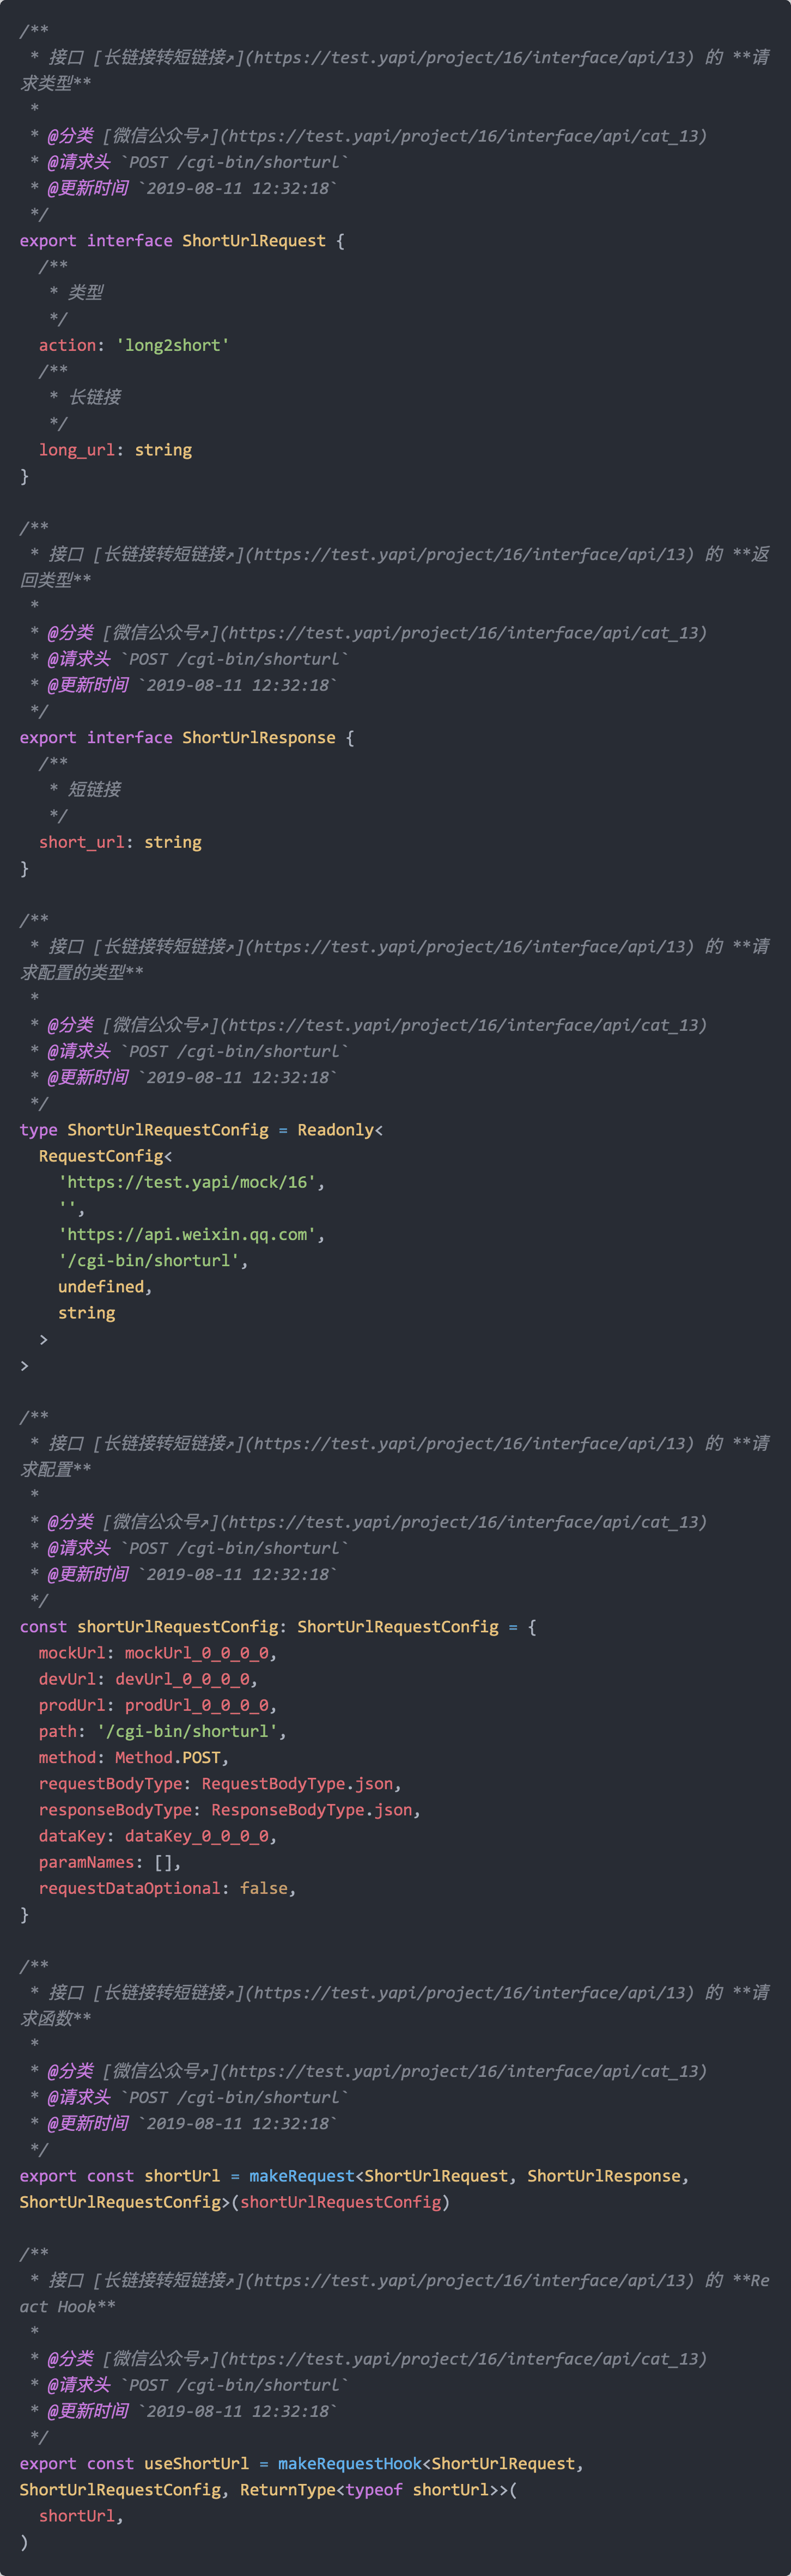 /**
 * 接口 [长链接转短链接↗](https://test.yapi/project/16/interface/api/13) 的 **请
求类型**
 *
 * @分类 [微信公众号↗](https://test.yapi/project/16/interface/api/cat_13)
 * @请求头 `POST /cgi-bin/shorturl`
 * @更新时间 `2019-08-11 12:32:18`
 */
export interface ShortUrlRequest {
  /**
   * 类型
   */
  action: 'long2short'
  /**
   * 长链接
   */
  long_url: string
}

/**
 * 接口 [长链接转短链接↗](https://test.yapi/project/16/interface/api/13) 的 **返
回类型**
 *
 * @分类 [微信公众号↗](https://test.yapi/project/16/interface/api/cat_13)
 * @请求头 `POST /cgi-bin/shorturl`
 * @更新时间 `2019-08-11 12:32:18`
 */
export interface ShortUrlResponse {
  /**
   * 短链接
   */
  short_url: string
}

/**
 * 接口 [长链接转短链接↗](https://test.yapi/project/16/interface/api/13) 的 **请
求配置的类型**
 *
 * @分类 [微信公众号↗](https://test.yapi/project/16/interface/api/cat_13)
 * @请求头 `POST /cgi-bin/shorturl`
 * @更新时间 `2019-08-11 12:32:18`
 */
type ShortUrlRequestConfig = Readonly<
  RequestConfig<
    'https://test.yapi/mock/16',
    '',
    'https://api.weixin.qq.com',
    '/cgi-bin/shorturl',
    undefined,
    string
  >
>

/**
 * 接口 [长链接转短链接↗](https://test.yapi/project/16/interface/api/13) 的 **请
求配置**
 *
 * @分类 [微信公众号↗](https://test.yapi/project/16/interface/api/cat_13)
 * @请求头 `POST /cgi-bin/shorturl`
 * @更新时间 `2019-08-11 12:32:18`
 */
const shortUrlRequestConfig: ShortUrlRequestConfig = {
  mockUrl: mockUrl_0_0_0_0,
  devUrl: devUrl_0_0_0_0,
  prodUrl: prodUrl_0_0_0_0,
  path: '/cgi-bin/shorturl',
  method: Method.POST,
  requestBodyType: RequestBodyType.json,
  responseBodyType: ResponseBodyType.json,
  dataKey: dataKey_0_0_0_0,
  paramNames: [],
  requestDataOptional: false,
}

/**
 * 接口 [长链接转短链接↗](https://test.yapi/project/16/interface/api/13) 的 **请
求函数**
 *
 * @分类 [微信公众号↗](https://test.yapi/project/16/interface/api/cat_13)
 * @请求头 `POST /cgi-bin/shorturl`
 * @更新时间 `2019-08-11 12:32:18`
 */
export const shortUrl = makeRequest<ShortUrlRequest, ShortUrlResponse,
ShortUrlRequestConfig>(shortUrlRequestConfig)

/**
 * 接口 [长链接转短链接↗](https://test.yapi/project/16/interface/api/13) 的 **Re
act Hook**
 *
 * @分类 [微信公众号↗](https://test.yapi/project/16/interface/api/cat_13)
 * @请求头 `POST /cgi-bin/shorturl`
 * @更新时间 `2019-08-11 12:32:18`
 */
export const useShortUrl = makeRequestHook<ShortUrlRequest,
ShortUrlRequestConfig, ReturnType<typeof shortUrl>>(
  shortUrl,
)